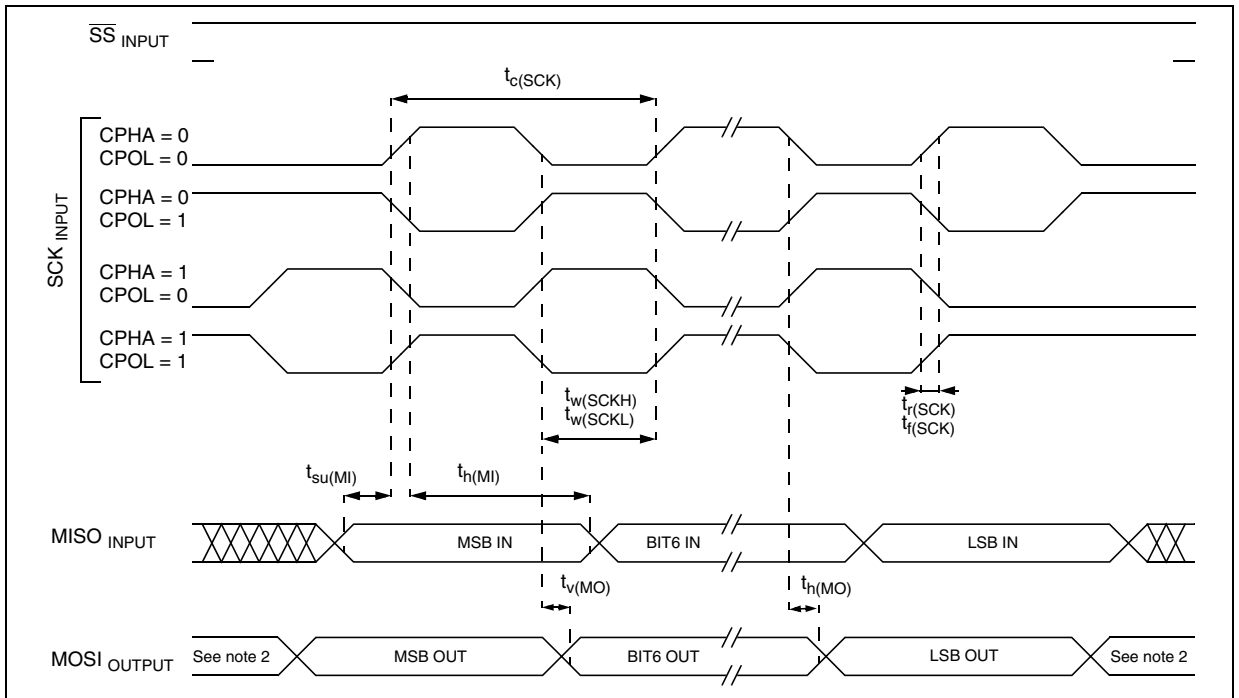 SS INPUT
tc(SCK)
SCK INPUT
CPHA = 0
CPOL = 0
CPHA = 0
CPOL = 1
CPHA = 1
CPOL = 0
CPHA = 1
CPOL = 1
tw(SCKH)
tw(SCKL)
tr(SCK)
tf(SCK)
tsu(MI)
th(MI)
MISO INPUT
MSB IN
BIT6 IN
LSB IN
tv(MO)
th(MO)
MOSI OUTPUT
See note 2
MSB OUT
BIT6 OUT
LSB OUT
See note 2